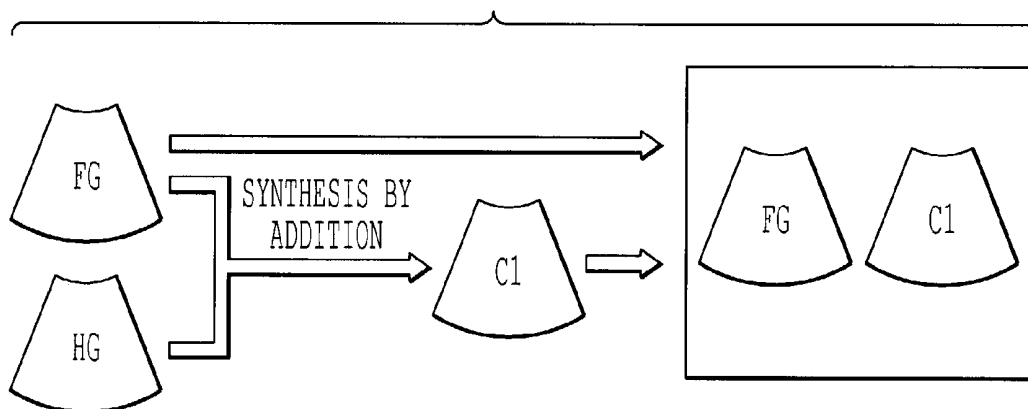 FG
SYNTHESIS BY
ADDITION
HG
C1
FG
C1